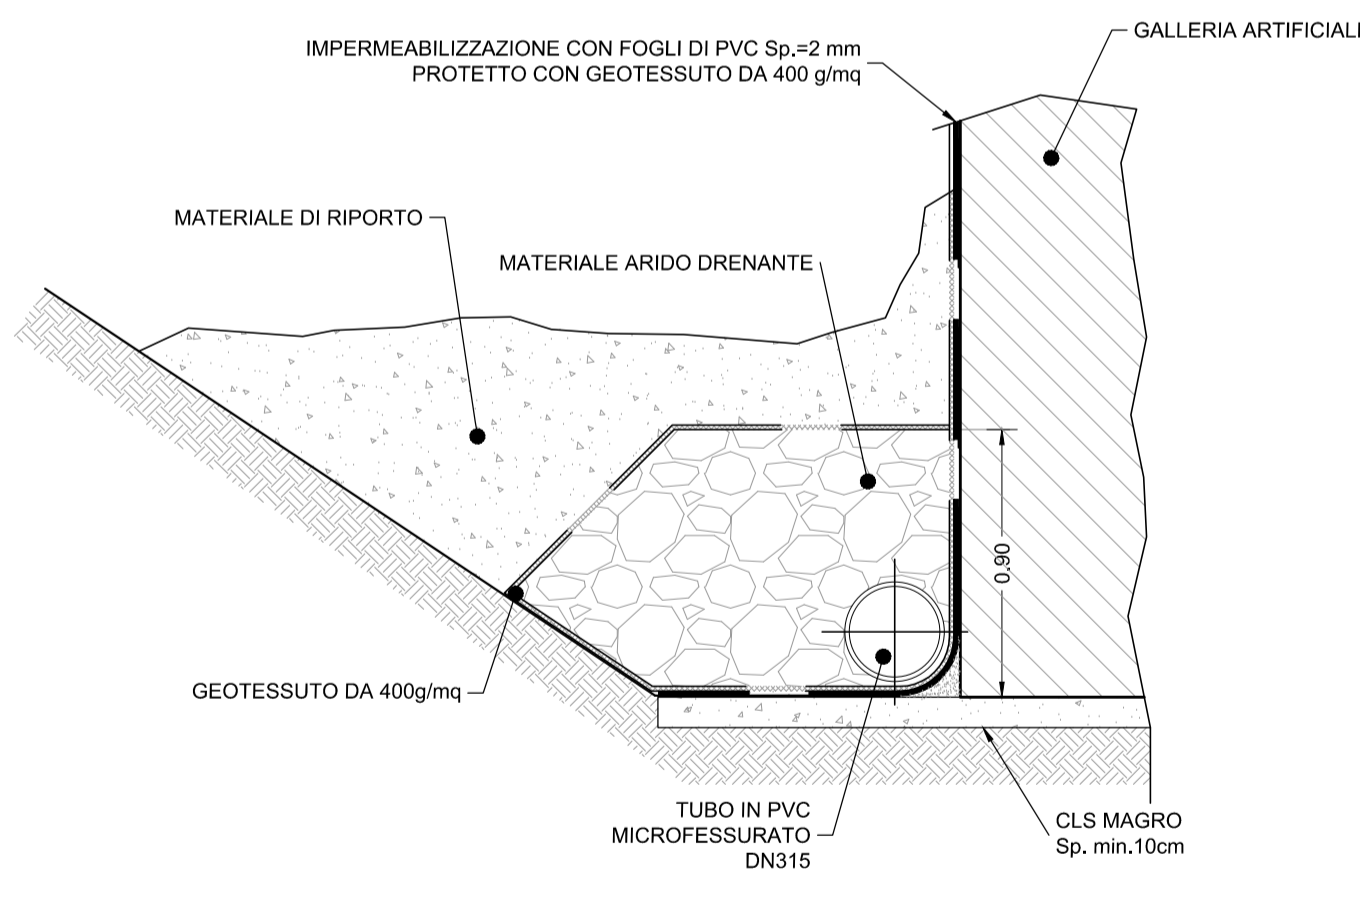 GALLERIA ARTIFICIALE
IMPERMEABILIZZAZIONE CON FOGLI DI PVC Sp.=2 mm
PROTETTO CON GEOTESSUTO DA 400 g/mq
MATERIALE DI RIPORTO
MATERIALE ARIDO DRENANTE
0.90
GEOTESSUTO DA 400g/mq
TUBO IN PVC
MICROFESSURATO
DN315
CLS MAGRO
Sp. min.10cm